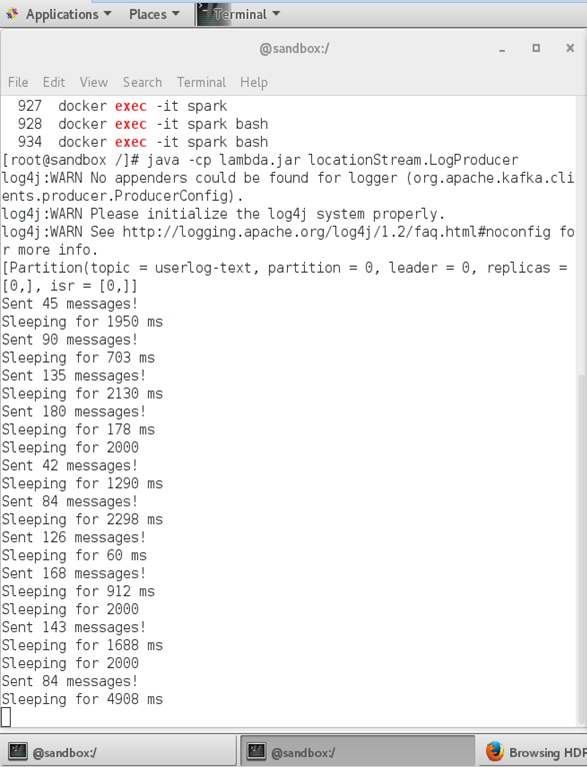 Applications Places Terminal
@sandbox:/
File Edit View Search Terminal Help
927 docker exec -it spark
928 docker exec -it spark bash
934 docker exec -it spark bash
[root@sandbox /]# java -cp lambda.jar locationStream.LogProducer
log4j:WARN No appenders could be found for logger (org.apache.kafka.cli
ents.producer.ProducerConfig).
log4j:WARN Please initialize the log4j system properly.
log4j:WARN See http://logging.apache.org/log4j/1.2/faq.html#noconfig fo
r more info.
[Partition(topic = userlog-text, partition = 0, leader = 0, replicas =
[0,], isr = [0,]]
Sent 45 messages!
Sleeping for 1950 ms
Sent 90 messages!
Sleeping for 703 ms
Sent 135 messages!
Sleeping for 2130 ms
Sent 180 messages!
Sleeping for 178 ms
Sleeping for 2000
Sent 42 messages!
Sleeping for 1290 ms
Sent 84 messages!
Sleeping for 2298 ms
Sent 126 messages!
Sleeping for 60 ms
Sent 168 messages!
Sleeping for 912 ms
Sleeping for 2000
Sent 143 messages!
Sleeping for 1688 ms
Sleeping for 2000
Sent 84 messages!
Sleeping for 4908 ms
@sandbox:/ @sandbox:/ Browsing HDF